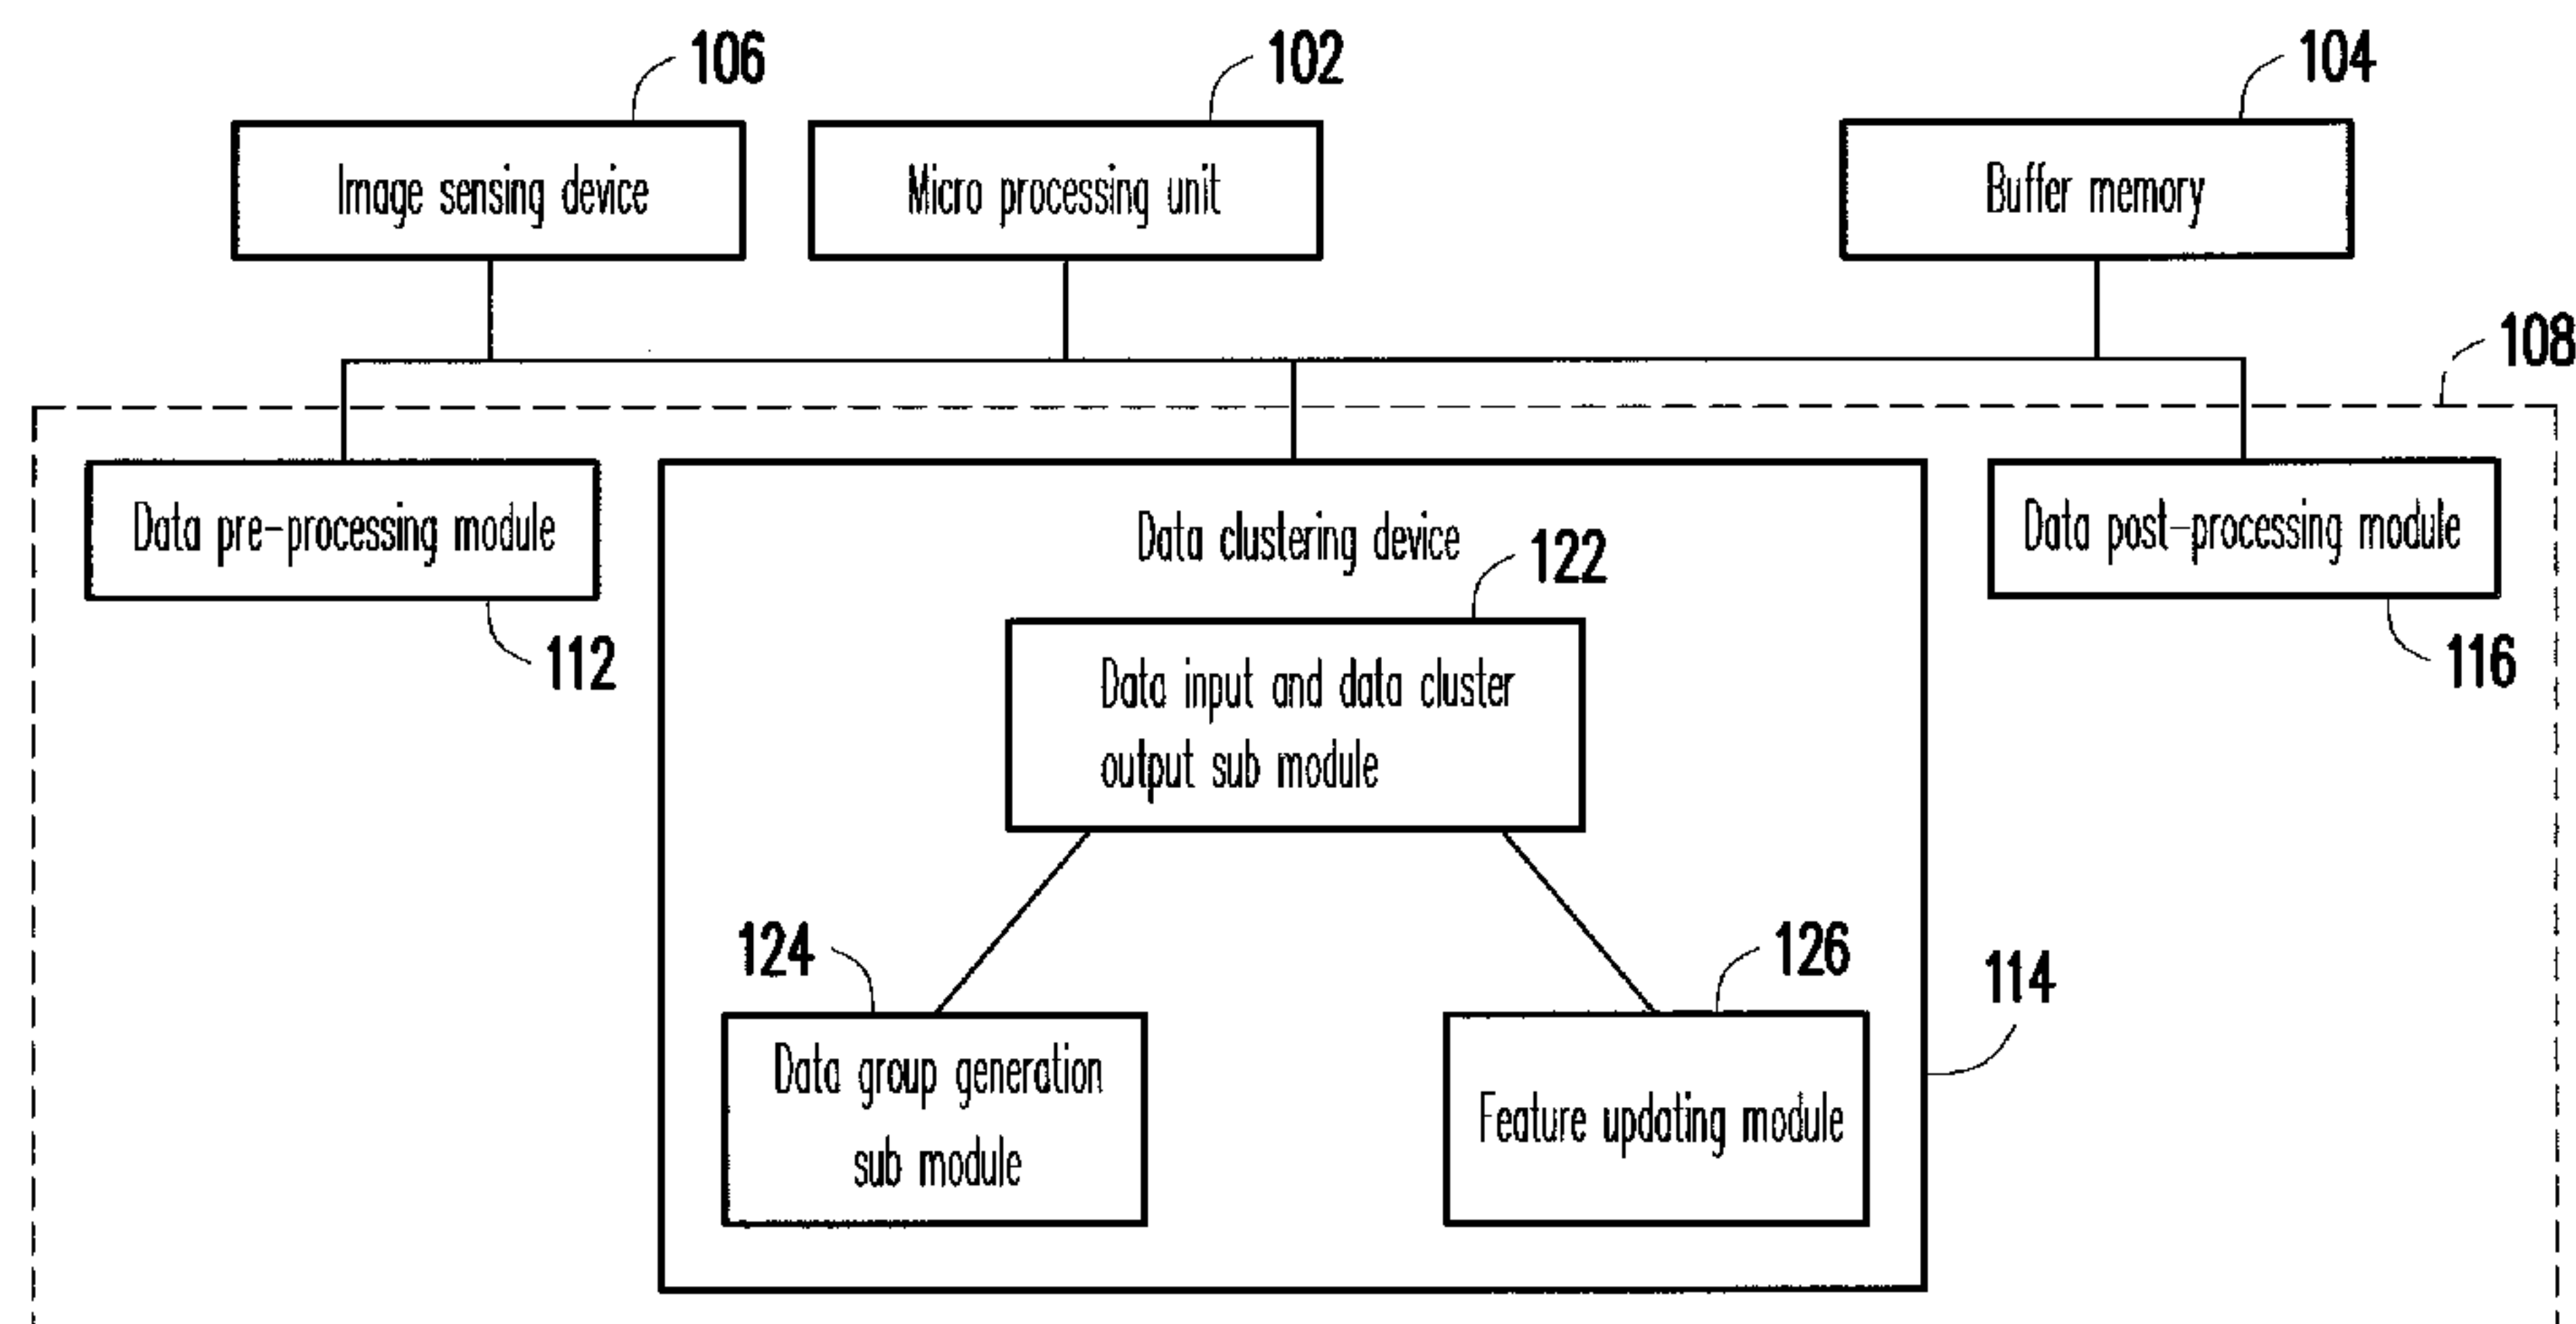 106
102
104
Image sensing device
Micro processing unit
Buffer memory
108
Data pre-processing module
Data clustering device
Data post-processing module
122
112
116
Data input and data cluster
output sub module
124
126
114
Data group generation
sub module
Feature updating module